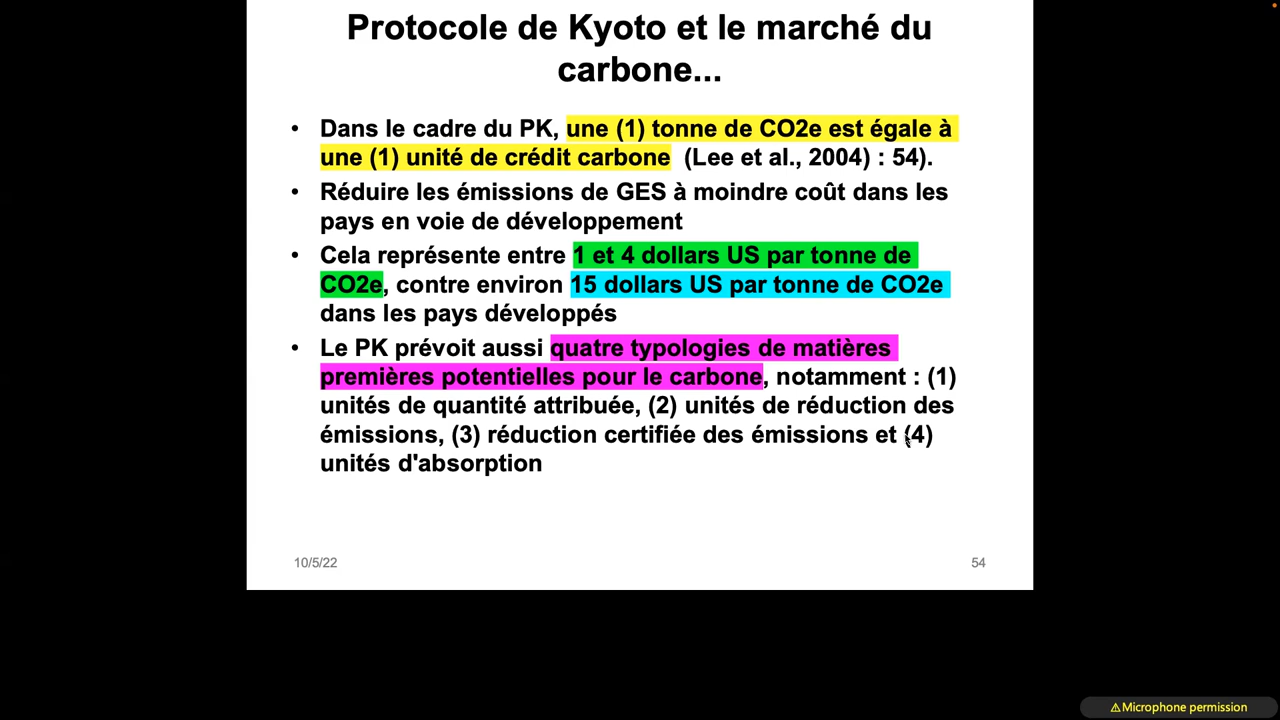 Protocole de Kyoto et le marché du
carbone...
• Dans le cadre du PK, une (1) tonne de CO2e est égale à
une (1) unité de crédit carbone (Lee et al., 2004) : 54).
• Réduire les émissions de GES à moindre coût dans les
pays en voie de développement
• Cela représente entre 1 et 4 dollars US par tonne de
CO2e, contre environ 15 dollars US par tonne de CO2e
dans les pays développés
• Le PK prévoit aussi quatre typologies de matières
premières potentielles pour le carbone, notamment : (1)
unités de quantité attribuée, (2) unités de réduction des
émissions, (3) réduction certifiée des émissions et (4)
unités d'absorption
10/5/22
54
⚠Microphone permission